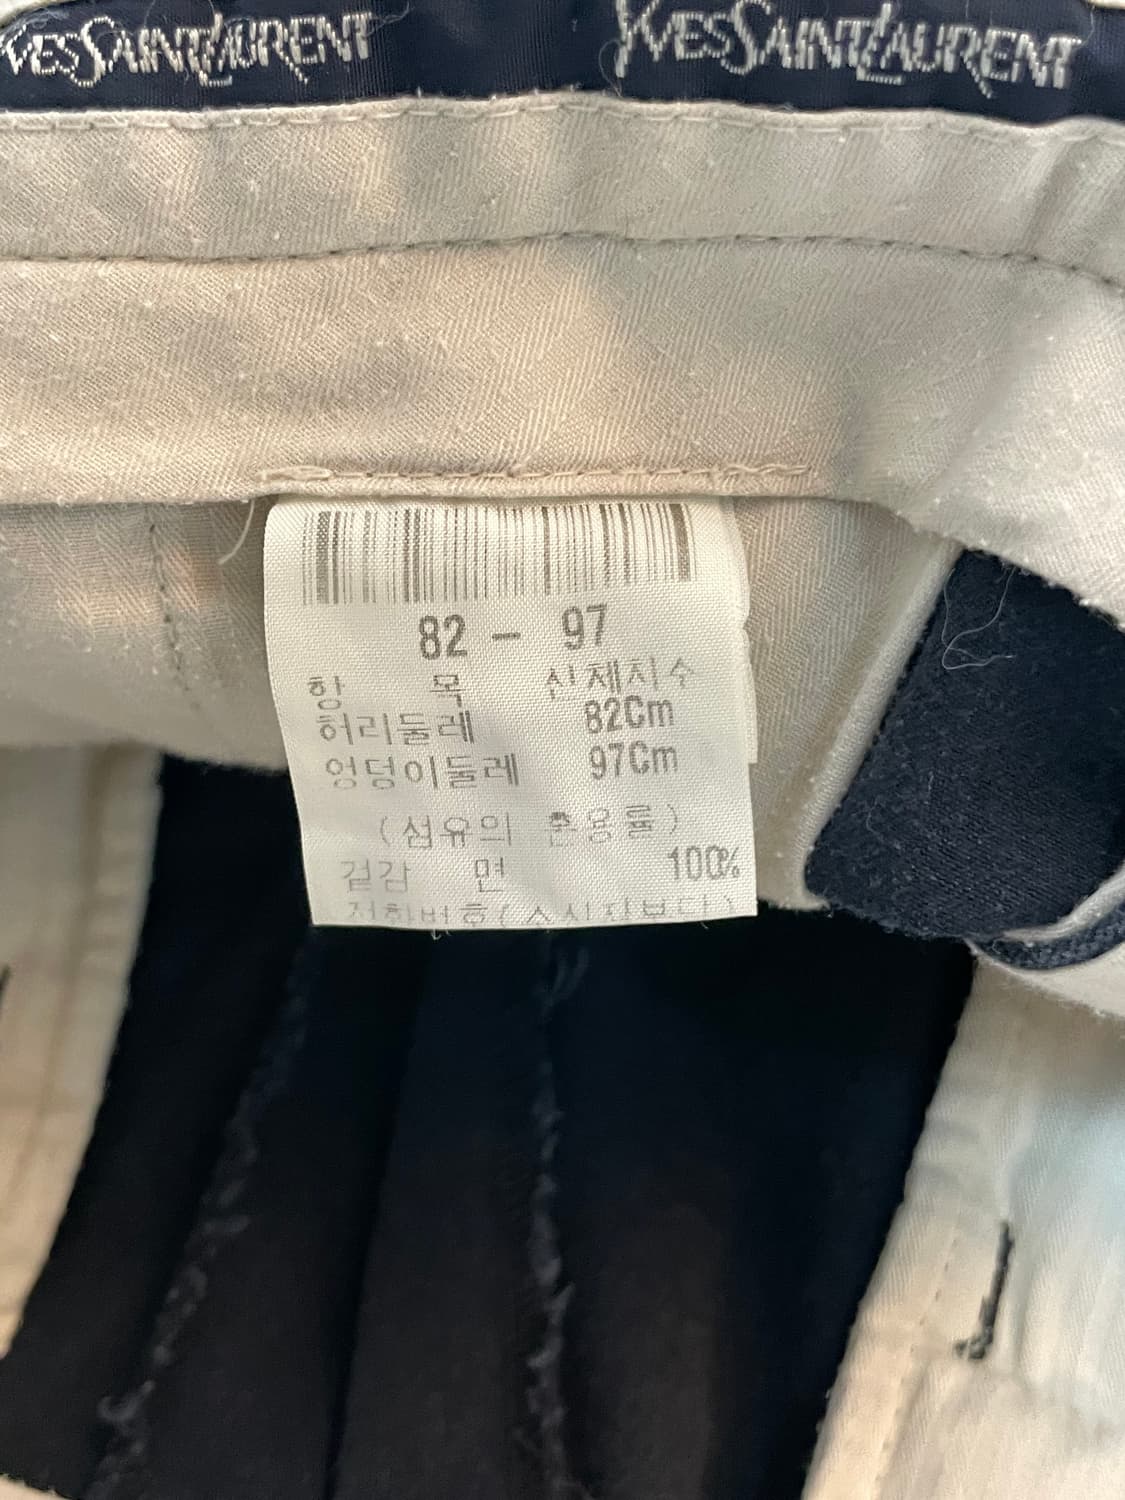 YVES SAINT LAURENT YVES SAINT LAURENT
82 - 97
항 목 신체치수
허리둘레 82Cm
엉덩이둘레 97Cm
(섬유의 혼용률)
겉감 면 100%